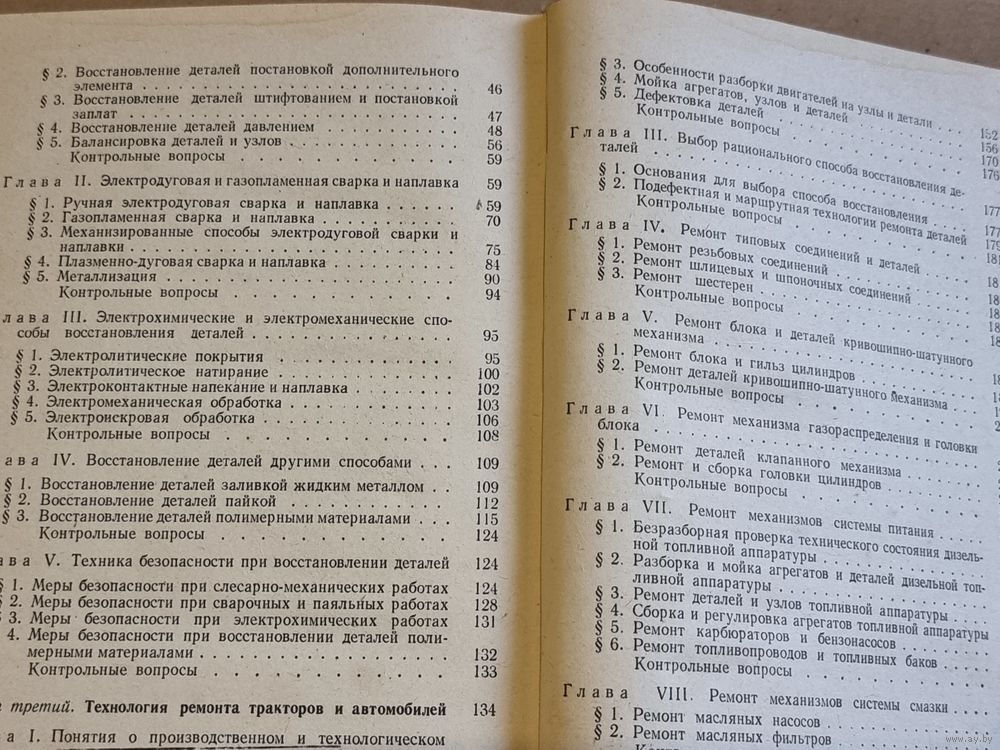 § 2. Восстановление деталей постановкой дополнительного
элемента . . . . . . . . . . . . . . . . 46
§ 3. Восстановление деталей штифтованием и постановкой
заплат . . . . . . . . . . . . . . . . 47
§ 4. Восстановление деталей давлением . . . . . . . 48
§ 5. Балансировка деталей и узлов . . . . . . . . 56
Контрольные вопросы . . . . . . . . . . . 59
Глава II. Электродуговая и газопламенная сварка и наплавка 59
§ 1. Ручная электродуговая сварка и наплавка . . . . . 59
§ 2. Газопламенная сварка и наплавка . . . . . . . 70
§ 3. Механизированные способы электродуговой сварки и
наплавки . . . . . . . . . . . . . . . . 75
§ 4. Плазменно-дуговая сварка и наплавка . . . . . . 84
§ 5. Металлизация . . . . . . . . . . . . . . 90
Контрольные вопросы . . . . . . . . . . . 94
лава III. Электрохимические и электромеханические спо-
собы восстановления деталей . . . . . . . . . 95
§ 1. Электролитические покрытия . . . . . . . . . 95
§ 2. Электролитическое натирание . . . . . . . . . 100
§ 3. Электроконтактные напекание и наплавка . . . . . 102
§ 4. Электромеханическая обработка . . . . . . . . 103
§ 5. Электроискровая обработка . . . . . . . . . 106
Контрольные вопросы . . . . . . . . . . . 108
ава IV. Восстановление деталей другими способами . . . 109
§ 1. Восстановление деталей заливкой жидким металлом . . 109
§ 2. Восстановление деталей пайкой . . . . . . . . 112
§ 3. Восстановление деталей полимерными материалами . . . 115
Контрольные вопросы . . . . . . . . . . . 124
ава V. Техника безопасности при восстановлении деталей 124
§ 1. Меры безопасности при слесарно-механических работах 124
§ 2. Меры безопасности при сварочных и паяльных работах 128
§ 3. Меры безопасности при электрохимических работах 131
4. Меры безопасности при восстановлении деталей поли-
мерными материалами . . . . . . . . . . . 132
Контрольные вопросы . . . . . . . . . . . 133
третий. Технология ремонта тракторов и автомобилей 134
а I. Понятия о производственном и технологическом
§ 3. Особенности разборки двигателей на узлы и детали . . 152
§ 4. Мойка агрегатов, узлов и деталей . . . . . . . 156
§ 5. Дефектовка деталей . . . . . . . . . . . 170
Контрольные вопросы . . . . . . . . . . . 176
Глава III. Выбор рационального способа восстановления де-
талей . . . . . . . . . . . . . . . . . 177
§ 1. Основания для выбора способа восстановления . . . 177
§ 2. Подефектная и маршрутная технологии ремонта деталей 179
Контрольные вопросы . . . . . . . . . . . 181
Глава IV. Ремонт типовых соединений и деталей . . . . 18
§ 1. Ремонт резьбовых соединений . . . . . . . . 18
§ 2. Ремонт шлицевых и шпоночных соединений . . . . 18
§ 3. Ремонт шестерен . . . . . . . . . . . . . 18
Контрольные вопросы . . . . . . . . . . . 18
Глава V. Ремонт блока и деталей кривошипно-шатунного
механизма . . . . . . . . . . . . . . .
§ 1. Ремонт блока и гильз цилиндров . . . . . . .
§ 2. Ремонт деталей кривошипно-шатунного механизма . . .
Контрольные вопросы . . . . . . . . . . .
Глава VI. Ремонт механизма газораспределения и головки
блока . . . . . . . . . . . . . . . . .
§ 1. Ремонт деталей клапанного механизма . . . . . .
§ 2. Ремонт и сборка головки цилиндров . . . . . .
Контрольные вопросы . . . . . . . . . . .
Глава VII. Ремонт механизмов системы питания . . . . .
§ 1. Безразборная проверка технического состояния дизель-
ной топливной аппаратуры . . . . . . . . . .
§ 2. Разборка и мойка агрегатов и деталей дизельной топ-
ливной аппаратуры . . . . . . . . . . . .
§ 3. Ремонт деталей и узлов топливной аппаратуры . . .
§ 4. Сборка и регулировка агрегатов топливной аппаратуры
§ 5. Ремонт карбюраторов и бензонасосов . . . . . .
§ 6. Ремонт топливопроводов и топливных баков . . . .
Контрольные вопросы . . . . . . . . . . .
Глава VIII. Ремонт механизмов системы смазки . . . .
§ 1. Ремонт масляных насосов . . . . . . . . . .
§ 2. Ремонт масляных фильтров . . . . . . . . .
www.ay.by